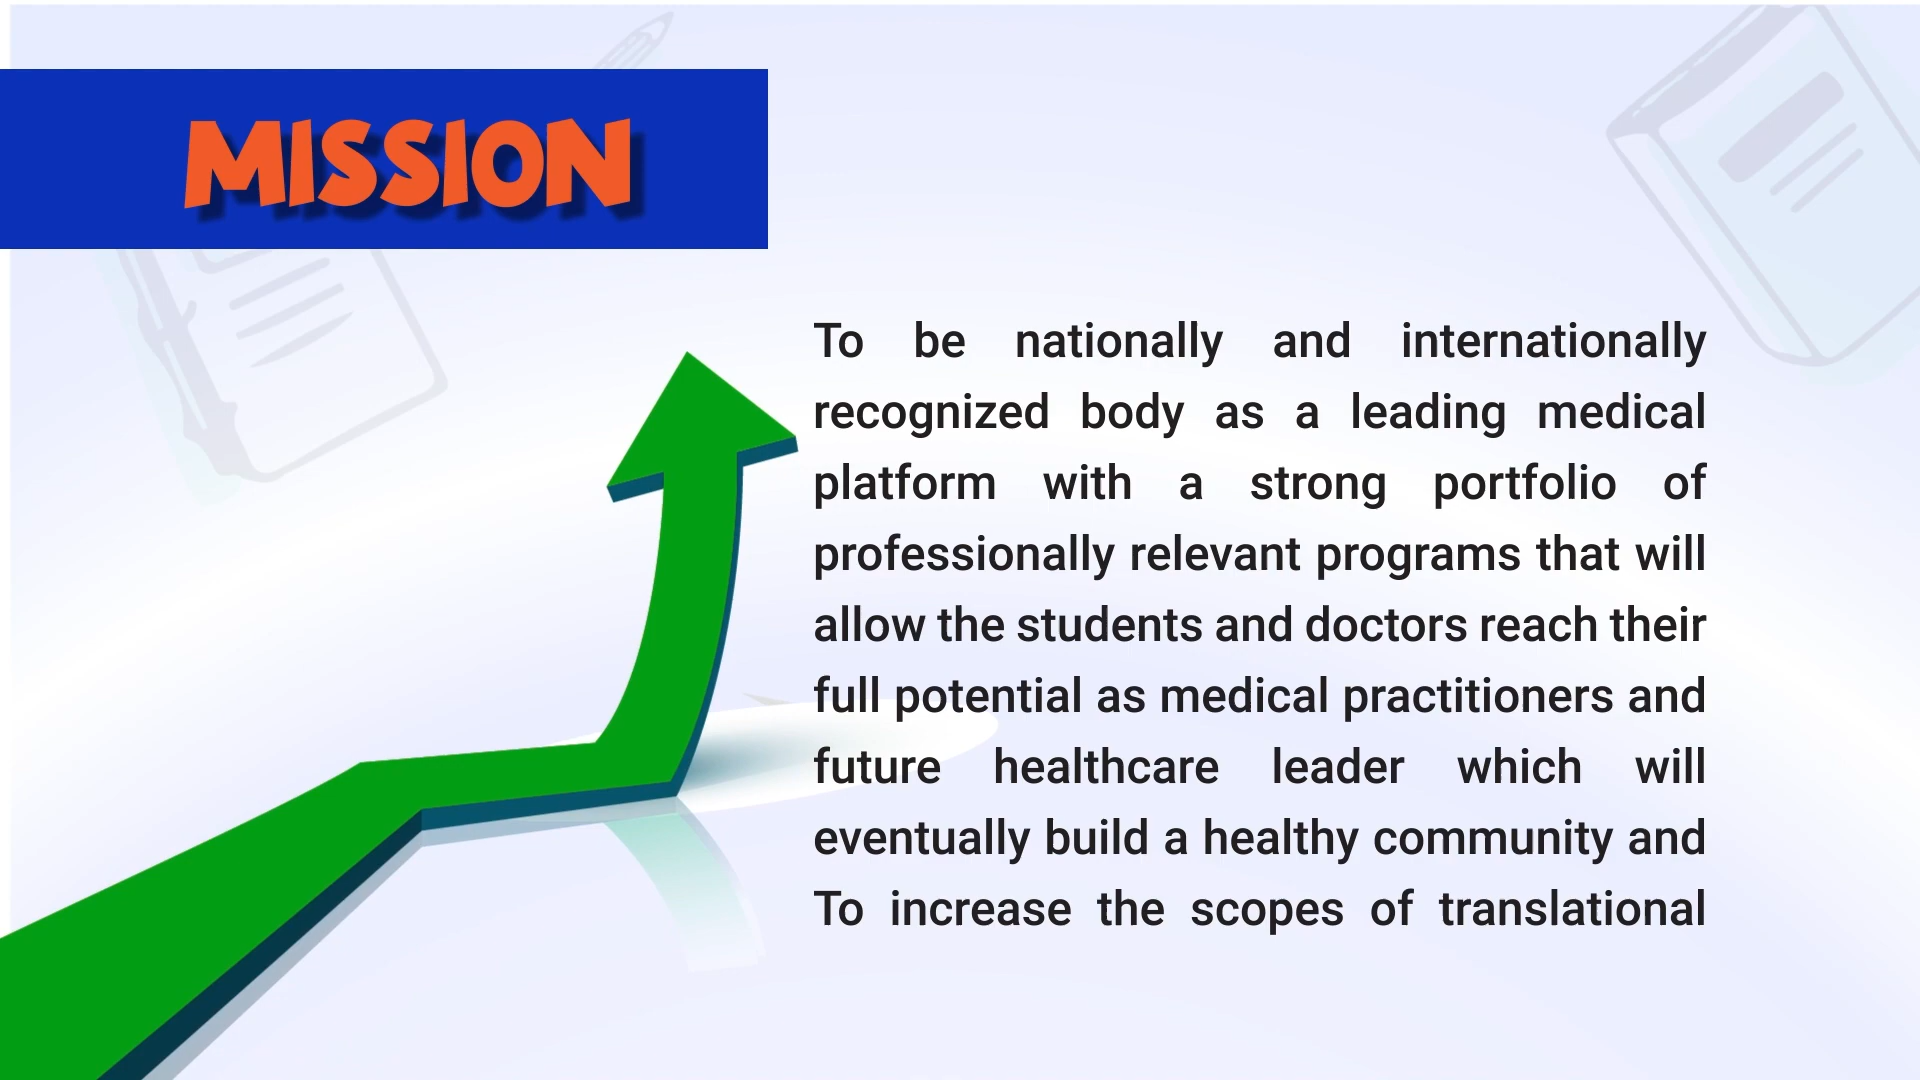 MISSION
To be nationally and internationally
recognized body as a leading medical
platform with a strong portfolio of
professionally relevant programs that will
allow the students and doctors reach their
full potential as medical practitioners and
future healthcare leader which will
eventually build a healthy community and
To increase the scopes of translational